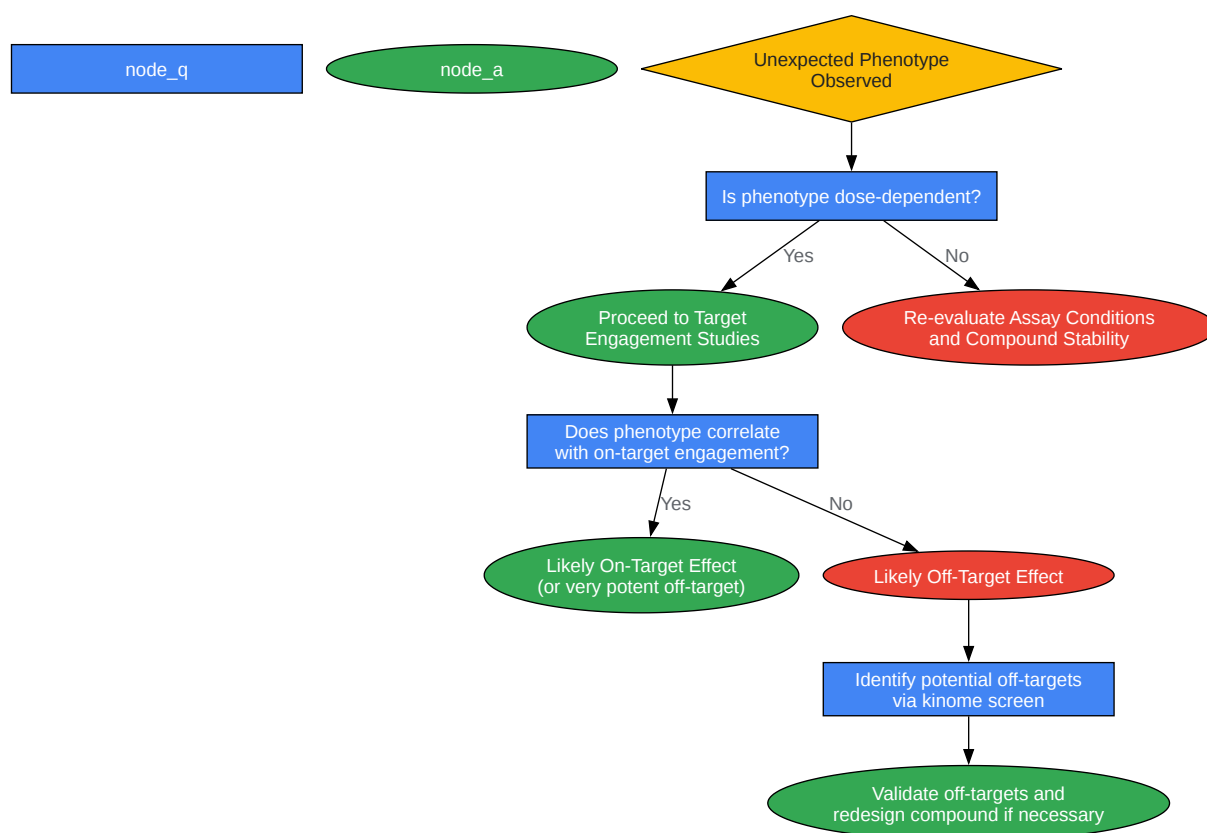 node_q
node_a
Unexpected Phenotype
Observed
Is phenotype dose-dependent?
Yes
No
Proceed to Target
Engagement Studies
Re-evaluate Assay Conditions
and Compound Stability
Does phenotype correlate
with on-target engagement?
Yes
No
Likely On-Target Effect
(or very potent off-target)
Likely Off-Target Effect
Identify potential off-targets
via kinome screen
Validate off-targets and
redesign compound if necessary